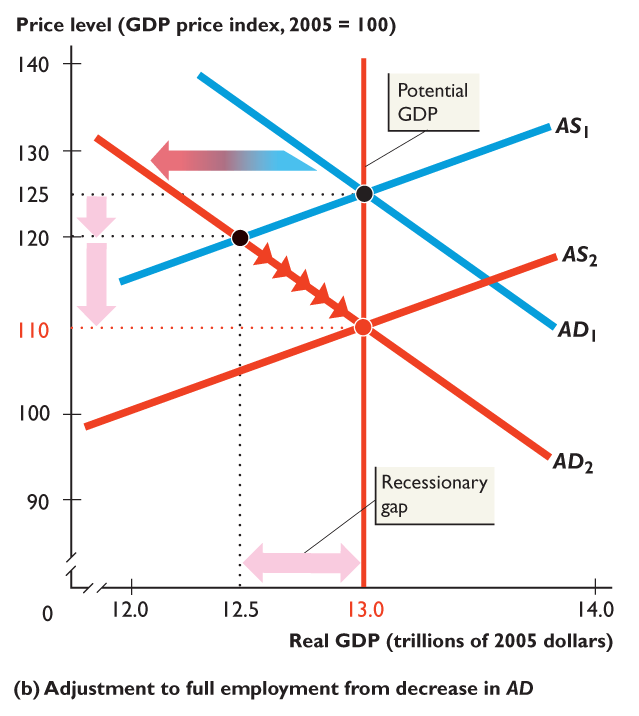 Price level (GDP price index, 2005 = 100)
140
130
125
120
110
100
90
0
Potential
GDP
AS1
AS2
AD1
AD2
Recessionary
gap
12.0 12.5 13.0 14.0
Real GDP (trillions of 2005 dollars)
(b) Adjustment to full employment from decrease in AD